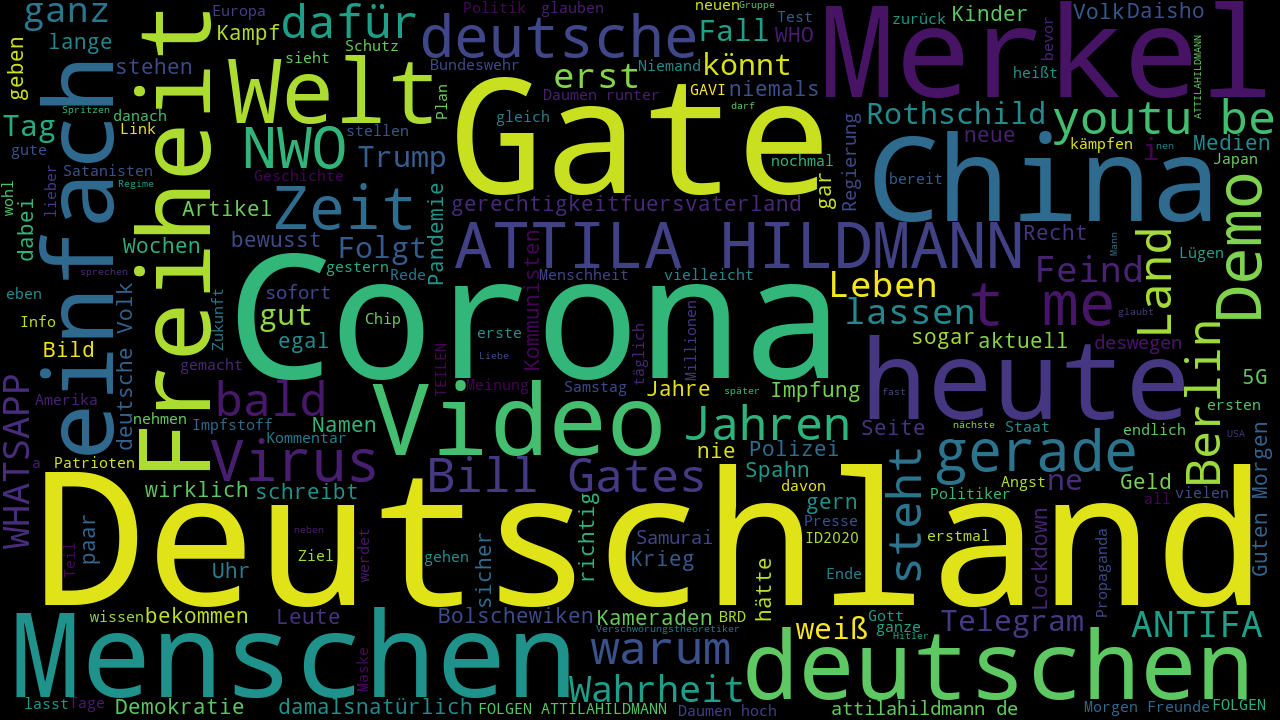 ganz
dafür
Politik
glauben
neuen
Gruppe
Europa
Kampf
deutsche
Fall
Test
WHO
zurück
Kinder
Volk
Daisho
Merkel
bevor
geben
lange
einfach
stehen
Freiheit
Welt
sieht
Schutz
Bundeswehr
erst
Niemand
könnt
heißt
ATTILAHILDMANN
Plan
Daumen runter
GAVI
niemals
Rothschild
youtu be
Tag
Spritzen
danach
Link
Gate
darf
gleich
stellen
NWO
Trump
nochmal
gar
Regierung
China
neue
kämpfen
i
nen
Medien
Japan
gute
Satanisten
Regime
Geschichte
bereit
wohl
lieber
Artikel
Zeit
Pandemie
gerechtigkeitfuersvaterland
dabei
Wochen
bewusst
Folgt
ATTILA HILDMANN
Recht
Mann
Land
Lügen
Demo
sprechen
gestern
Rede
Kommunisten
Menschheit
vielleicht
Feind
eben
deutsche Volk
Zukunft
sofort
Corona
Leben
lassen
t me
glaubt
Info
gut
Chip
erste
Millionen
sogar
aktuell
deswegen
Bild
egal
Liebe
täglich
heute
Berlin
gemacht
TEILEN
Meinung
Samstag
Jahre
später
Impfung
fast
5G
WHATSAPP
Amerika
bald
Video
nehmen
Impfstoff
Namen
Jahren
Seite
nächste
Staat
endlich
ersten
USA
Kommentar
nie
Polizei
gerade
a
Patrioten
Virus
Bill Gates
Spahn
steht
Angst
ne
Geld
vielen
wirklich
schreibt
davon
gern
Politiker
all
Guten Morgen
paar
Deutschland
neben
richtig
Samurai
Presse
ID2020
erstmal
Lockdown
Propaganda
Teil
Uhr
Ziel
werdet
gehen
sicher
Krieg
Ende
wissen
bekommen
Leute
Bolschewiken
Kameraden
BRD
hätte
Gott
ganze
Hitler
Telegram
ANTIFA
Menschen
Verschwörungstheoretiker
weiß
warum
deutschen
Maske
Wahrheit
lasst
Tage
Demokratie
damals
natürlich
FOLGEN ATTILAHILDMANN
Daumen hoch
attilahildmann de
Morgen Freunde
FOLGEN